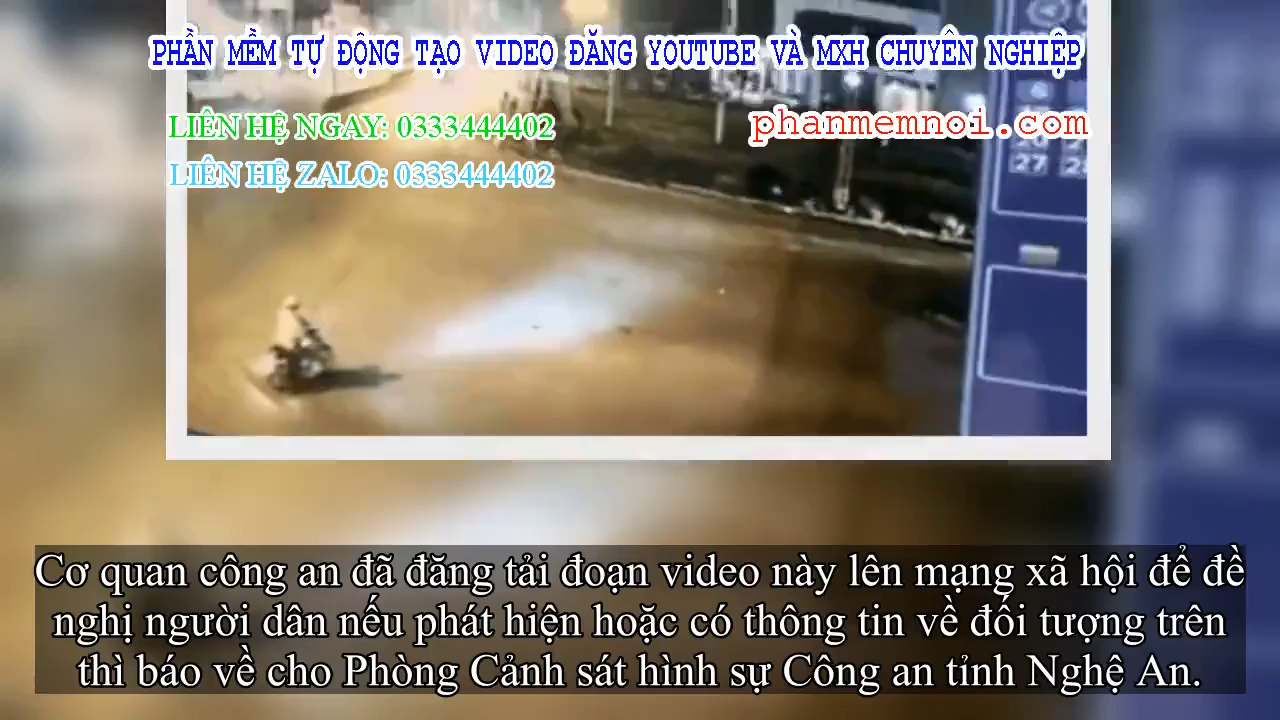 PHẦN MỀM TỰ ĐỘNG TẠO VIDEO ĐĂNG YOUTUBE VÀ MXH CHUYÊN NGHIỆP
LIÊN HỆ NGAY: 0333444402
phanmemnoi.com
LIÊN HỆ ZALO: 0333444402
27 28
Cơ quan công an đã đăng tải đoạn video này lên mạng xã hội để đề
nghị người dân nếu phát hiện hoặc có thông tin về đối tượng trên
thì báo về cho Phòng Cảnh sát hình sự Công an tỉnh Nghệ An.